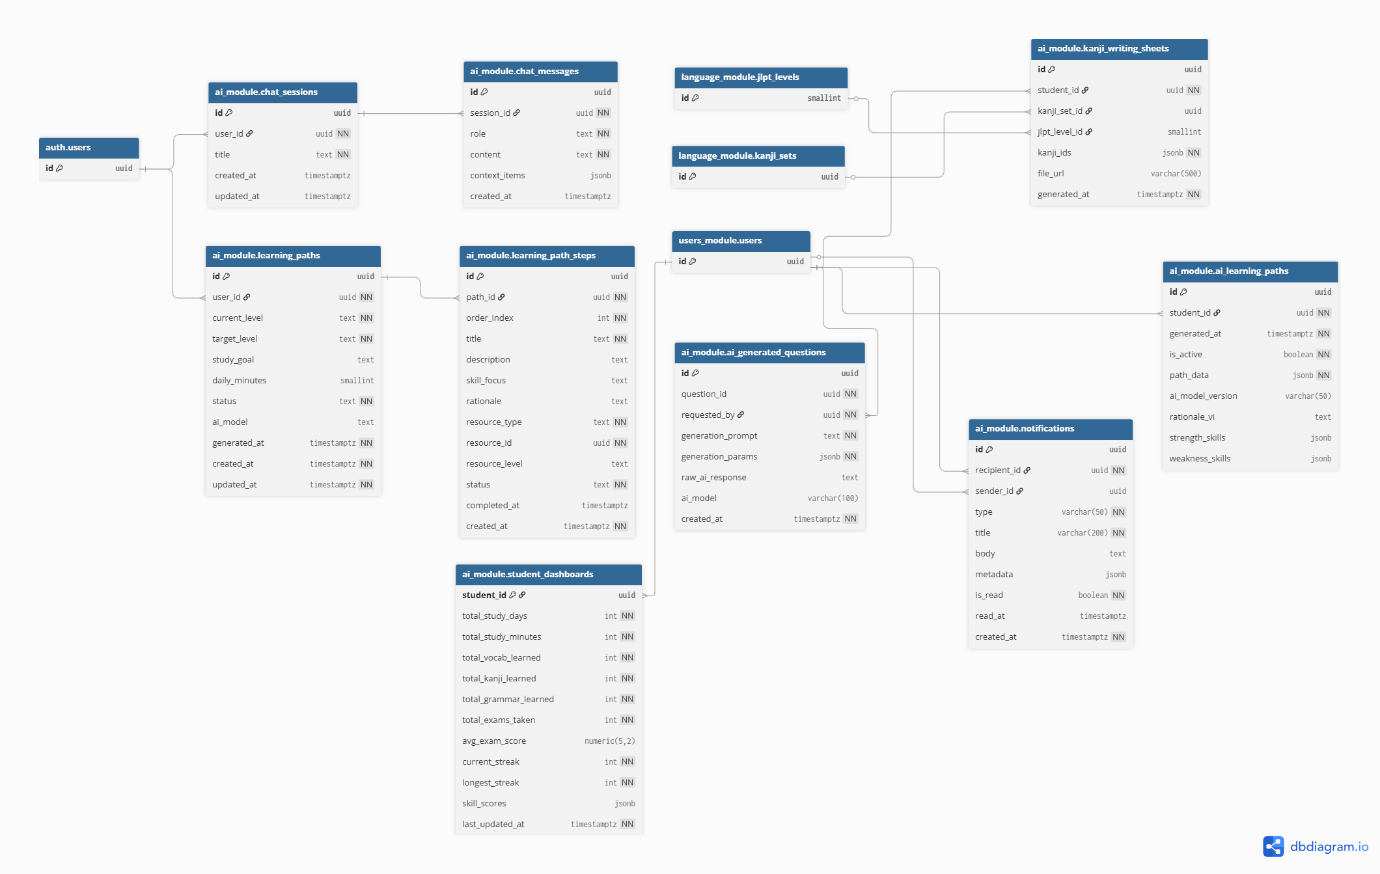 auth.users
id uuid
ai_module.chat_sessions
id uuid
user_id uuid NN
title text NN
created_at timestamptz
updated_at timestamptz
ai_module.chat_messages
id uuid
session_id uuid NN
role text NN
content text NN
context_items jsonb
created_at timestamptz
ai_module.learning_paths
id uuid
user_id uuid NN
current_level text NN
target_level text NN
study_goal text
daily_minutes smallint
status text NN
ai_model text
generated_at timestamptz NN
created_at timestamptz NN
updated_at timestamptz NN
ai_module.learning_path_steps
id uuid
path_id uuid NN
order_index int NN
title text NN
description text
skill_focus text
rationale text
resource_type text NN
resource_id uuid NN
resource_level text
status text NN
completed_at timestamptz
created_at timestamptz NN
ai_module.student_dashboards
student_id uuid
total_study_days int NN
total_study_minutes int NN
total_vocab_learned int NN
total_kanji_learned int NN
total_grammar_learned int NN
total_exams_taken int NN
avg_exam_score numeric(5,2)
current_streak int NN
longest_streak int NN
skill_scores jsonb
last_updated_at timestamptz NN
language_module.jlpt_levels
id smallint
language_module.kanji_sets
id uuid
users_module.users
id uuid
ai_module.ai_generated_questions
id uuid
question_id uuid NN
requested_by uuid NN
generation_prompt text NN
generation_params jsonb NN
raw_ai_response text
ai_model varchar(100)
created_at timestamptz NN
ai_module.kanji_writing_sheets
id uuid
student_id uuid NN
kanji_set_id uuid
jlpt_level_id smallint
kanji_ids jsonb NN
file_url varchar(500)
generated_at timestamptz NN
ai_module.notifications
id uuid
recipient_id uuid NN
sender_id uuid
type varchar(50) NN
title varchar(200) NN
body text
metadata jsonb
is_read boolean NN
read_at timestamptz
created_at timestamptz NN
ai_module.ai_learning_paths
id uuid
student_id uuid NN
generated_at timestamptz NN
is_active boolean NN
path_data jsonb NN
ai_model_version varchar(50)
rationale_vi text
strength_skills jsonb
weakness_skills jsonb
dbdiagram.io